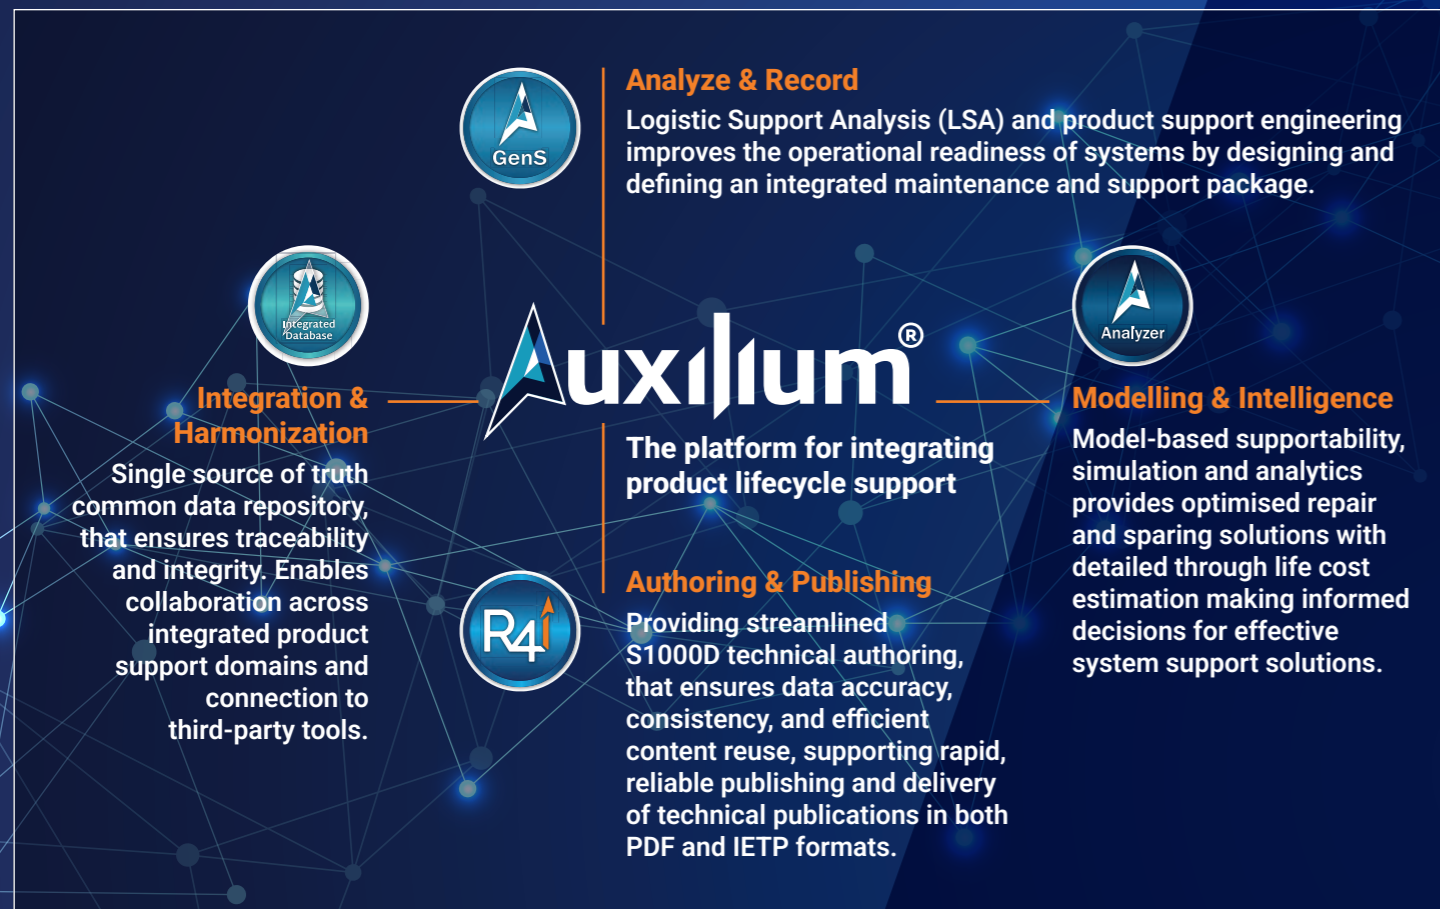 GenS
Analyze & Record
Logistic Support Analysis (LSA) and product support engineering
improves the operational readiness of systems by designing and
defining an integrated maintenance and support package.
Integrated
Database
Integration &
Harmonization
Single source of truth
common data repository,
that ensures traceability
and integrity. Enables
collaboration across
integrated product
support domains and
connection to
third-party tools.
Auxilium®
The platform for integrating
product lifecycle support
Analyzer
Modelling & Intelligence
Model-based supportability,
simulation and analytics
provides optimised repair
and sparing solutions with
detailed through life cost
estimation making informed
decisions for effective
system support solutions.
R4i
Authoring & Publishing
Providing streamlined
S1000D technical authoring,
that ensures data accuracy,
consistency, and efficient
content reuse, supporting rapid,
reliable publishing and delivery
of technical publications in both
PDF and IETP formats.